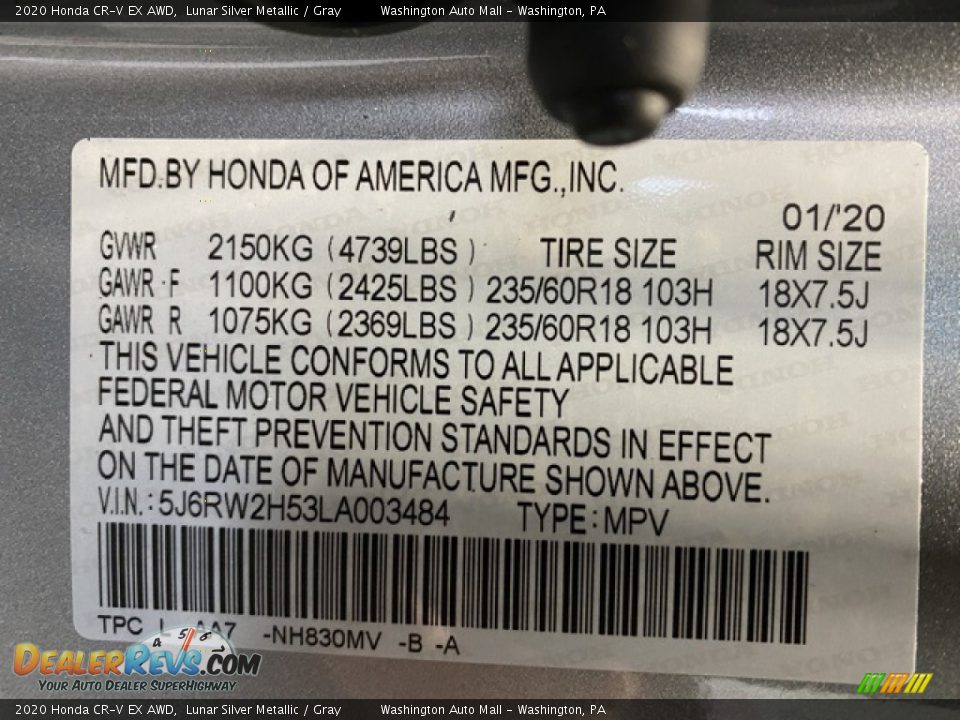 2020 Honda CR-V EX AWD, Lunar Silver Metallic / Gray Washington Auto Mall - Washington, PA
MFD.BY HONDA OF AMERICA MFG.,INC.
01/'20
GVWR 2150KG (4739LBS) TIRE SIZE RIM SIZE
GAWR F 1100KG (2425LBS) 235/60R18 103H 18X7.5J
GAWR R 1075KG (2369LBS) 235/60R18 103H 18X7.5J
THIS VEHICLE CONFORMS TO ALL APPLICABLE
FEDERAL MOTOR VEHICLE SAFETY
AND THEFT PREVENTION STANDARDS IN EFFECT
ON THE DATE OF MANUFACTURE SHOWN ABOVE.
V.I.N.: 5J6RW2H53LA003484 TYPE: MPV
TPC -NH830MV -B -A
4 5 6
DEALERREVS.COM
YOUR AUTO DEALER SUPERHIGHWAY
2020 Honda CR-V EX AWD, Lunar Silver Metallic / Gray Washington Auto Mall - Washington, PA